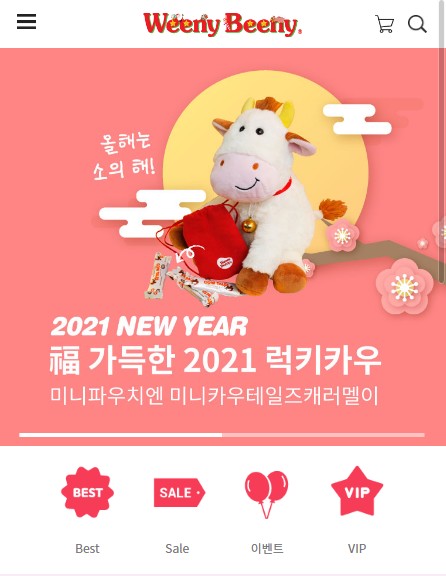 Weeny Beeny.
올해는
소의 해!
2021 NEW YEAR
福 가득한 2021 럭키카우
미니파우치엔 미니카우테일즈캐러멜이
BEST
SALE
VIP
Best
Sale
이벤트
VIP